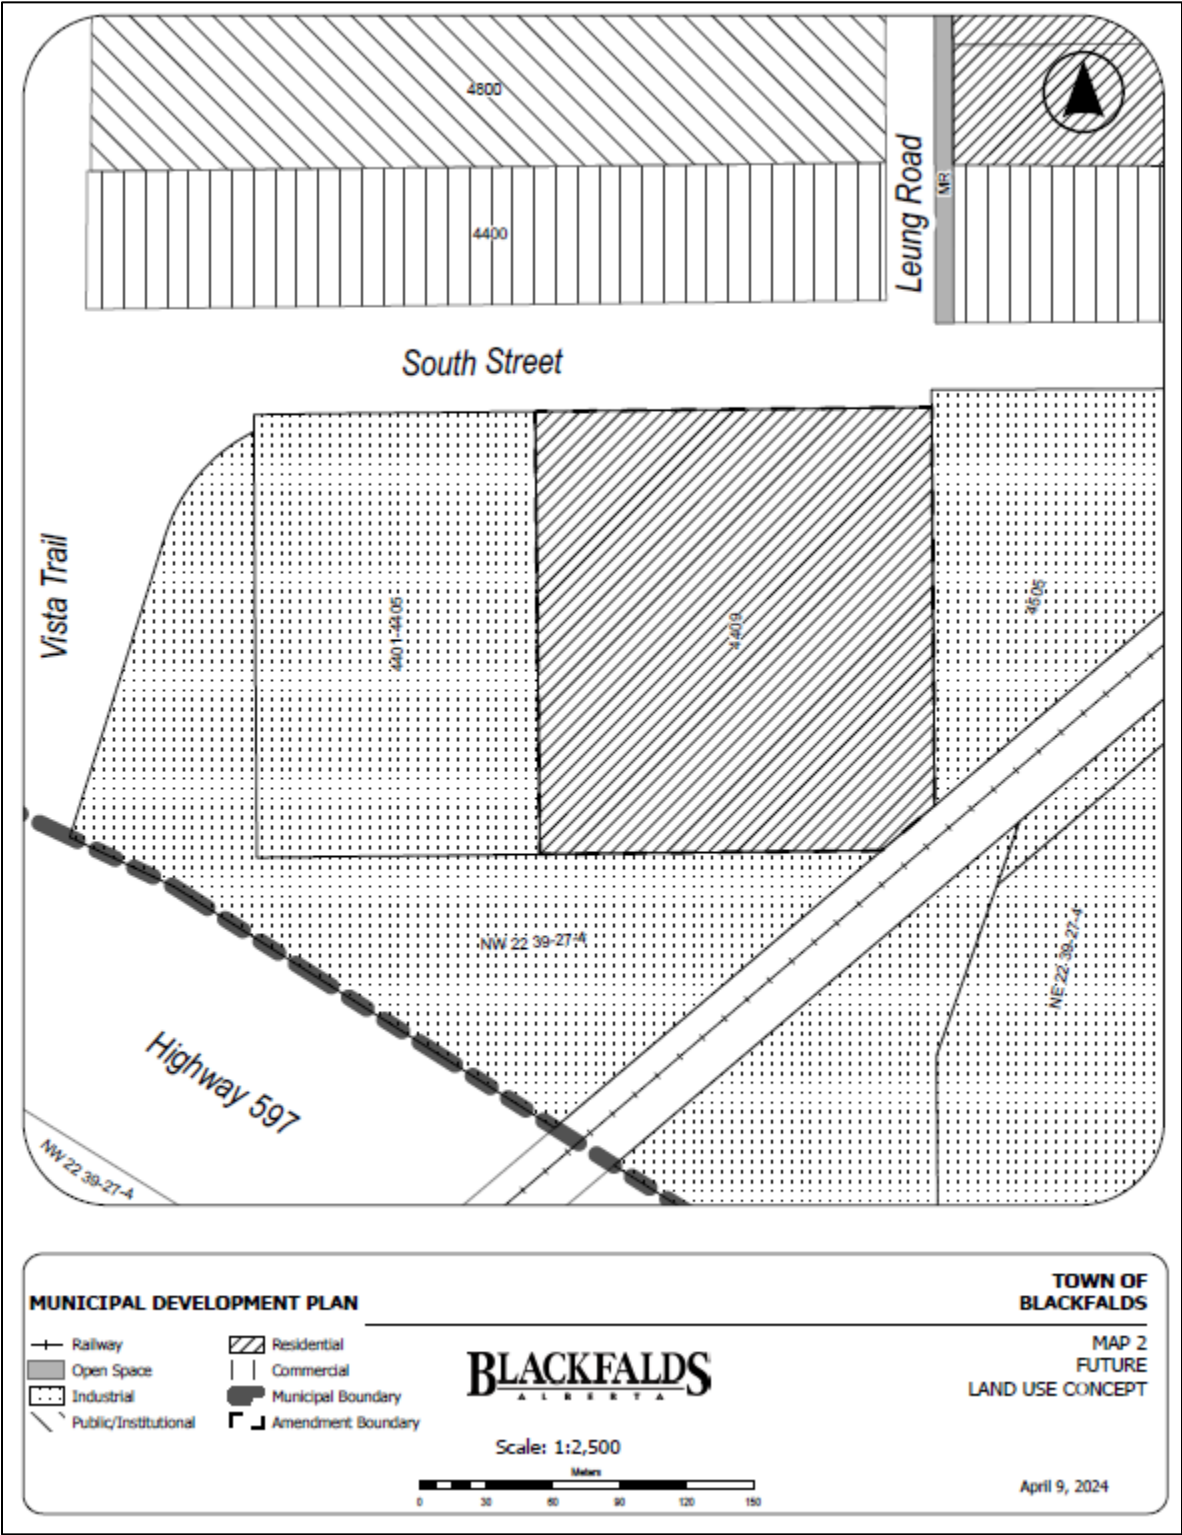 4800
Leung Road
MR
4400
South Street
Vista Trail
4401-4405
4409
4505
NW 22 39-27-4
NE 22 39-27-4
Highway 597
NW 22 39-27-4
MUNICIPAL DEVELOPMENT PLAN
Railway
Open Space
Industrial
Public/Institutional
Residential
Commercial
Municipal Boundary
Amendment Boundary
BLACKFALDS
ALBERTA
Scale: 1:2,500
Meters
0 30 60 90 120 150
TOWN OF
BLACKFALDS
MAP 2
FUTURE
LAND USE CONCEPT
April 9, 2024